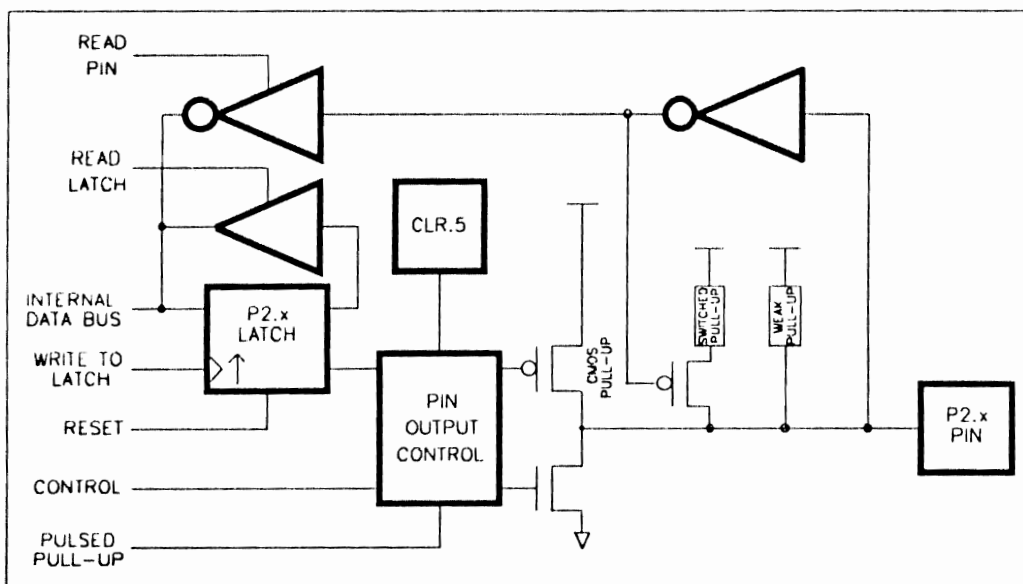 READ
PIN
READ
LATCH
CLR.5
INTERNAL
DATA BUS
P2.x
LATCH
WRITE TO
LATCH
RESET
CONTROL
PULSED
PULL-UP
PIN
OUTPUT
CONTROL
CMOS
PULL-UP
SWITCHED
PULL-UP
WEAK
PULL-UP
P2.x
PIN